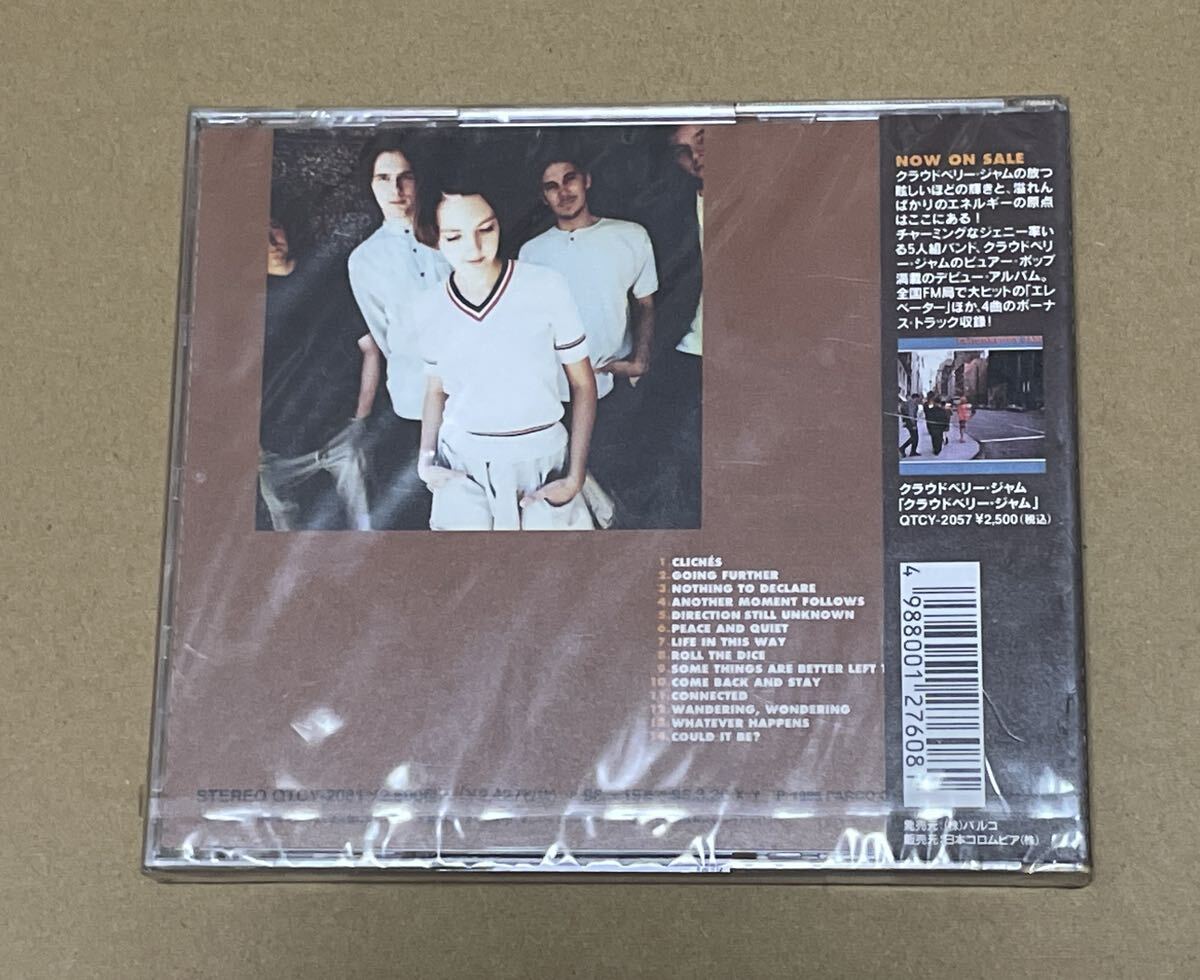 NOW ON SALE
クラウドベリー・ジャムの放つ
眩しいほどの輝きと、溢れん
ばかりのエネルギーの原点
はここにある!
チャーミングなジェニー率い
る5人組バンド、クラウドベリ
ー・ジャムのピュアー・ポップ
満載のデビュー・アルバム。
全国FM局で大ヒットの「エレ
ベーター」ほか、4曲のボーナ
ス・トラック収録!
クラウドベリー・ジャム
「クラウドベリー・ジャム」
QTCY-2057 ¥2,500(税込)
1. CLICHÉS
2. GOING FURTHER
3. NOTHING TO DECLARE
4. ANOTHER MOMENT FOLLOWS
5. DIRECTION STILL UNKNOWN
6. PEACE AND QUIET
7. LIFE IN THIS WAY
8. ROLL THE DICE
9. SOME THINGS ARE BETTER LEFT
10. COME BACK AND STAY
11. CONNECTED
12. WANDERING, WONDERING
13. WHATEVER HAPPENS
14. COULD IT BE?
4 988001 27608
STEREO QTCY-2081
発売元:(株)パルコ
販売元:日本コロムビア(株)